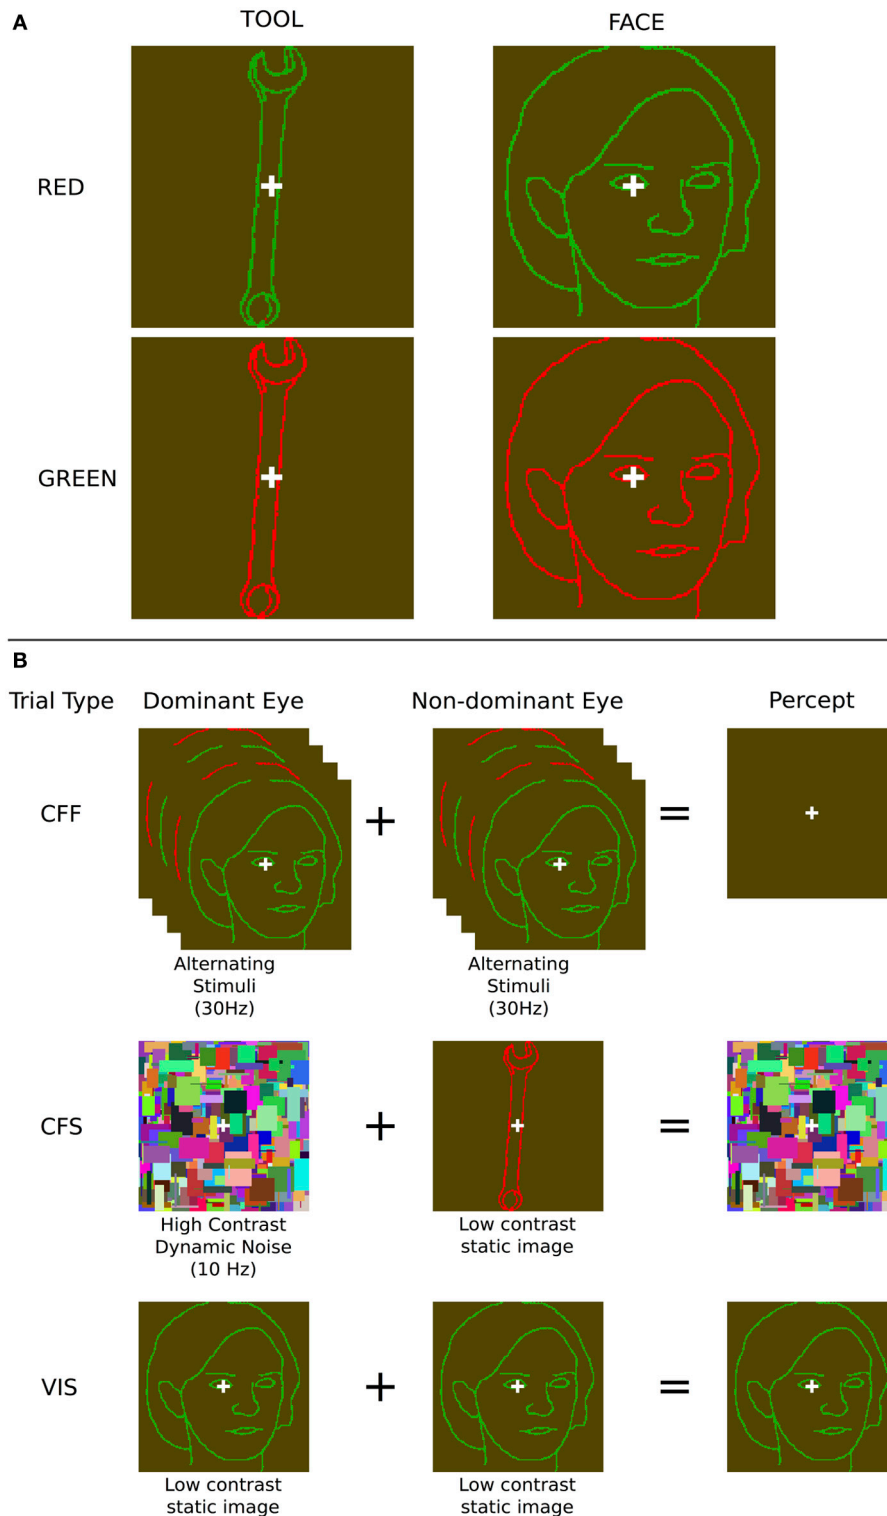 A
TOOL
FACE
RED
GREEN
B
Trial Type
Dominant Eye
Non-dominant Eye
Percept
CFF
+
=
Alternating
Stimuli
(30Hz)
Alternating
Stimuli
(30Hz)
CFS
+
=
High Contrast
Dynamic Noise
(10 Hz)
Low contrast
static image
VIS
+
=
Low contrast
static image
Low contrast
static image